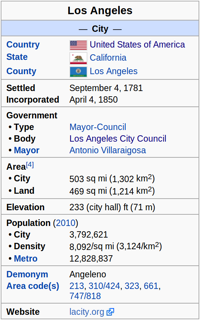 Los Angeles
— City —
Country United States of America
State California
County Los Angeles
Settled September 4, 1781
Incorporated April 4, 1850
Government
• Type Mayor-Council
• Body Los Angeles City Council
• Mayor Antonio Villaraigosa
Area[4]
• City 503 sq mi (1,302 km²)
• Land 469 sq mi (1,214 km²)
Elevation 233 (city hall) ft (71 m)
Population (2010)
• City 3,792,621
• Density 8,092/sq mi (3,124/km²)
• Metro 12,828,837
Demonym Angeleno
Area code(s) 213, 310/424, 323, 661,
747/818
Website lacity.org